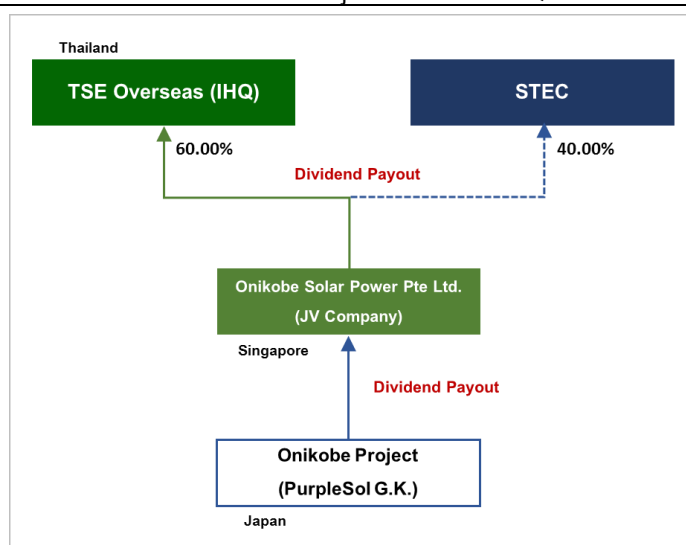 Thailand
TSE Overseas (IHQ)
STEC
60.00%
40.00%
Dividend Payout
Onikobe Solar Power Pte Ltd.
(JV Company)
Singapore
Dividend Payout
Onikobe Project
(PurpleSol G.K.)
Japan